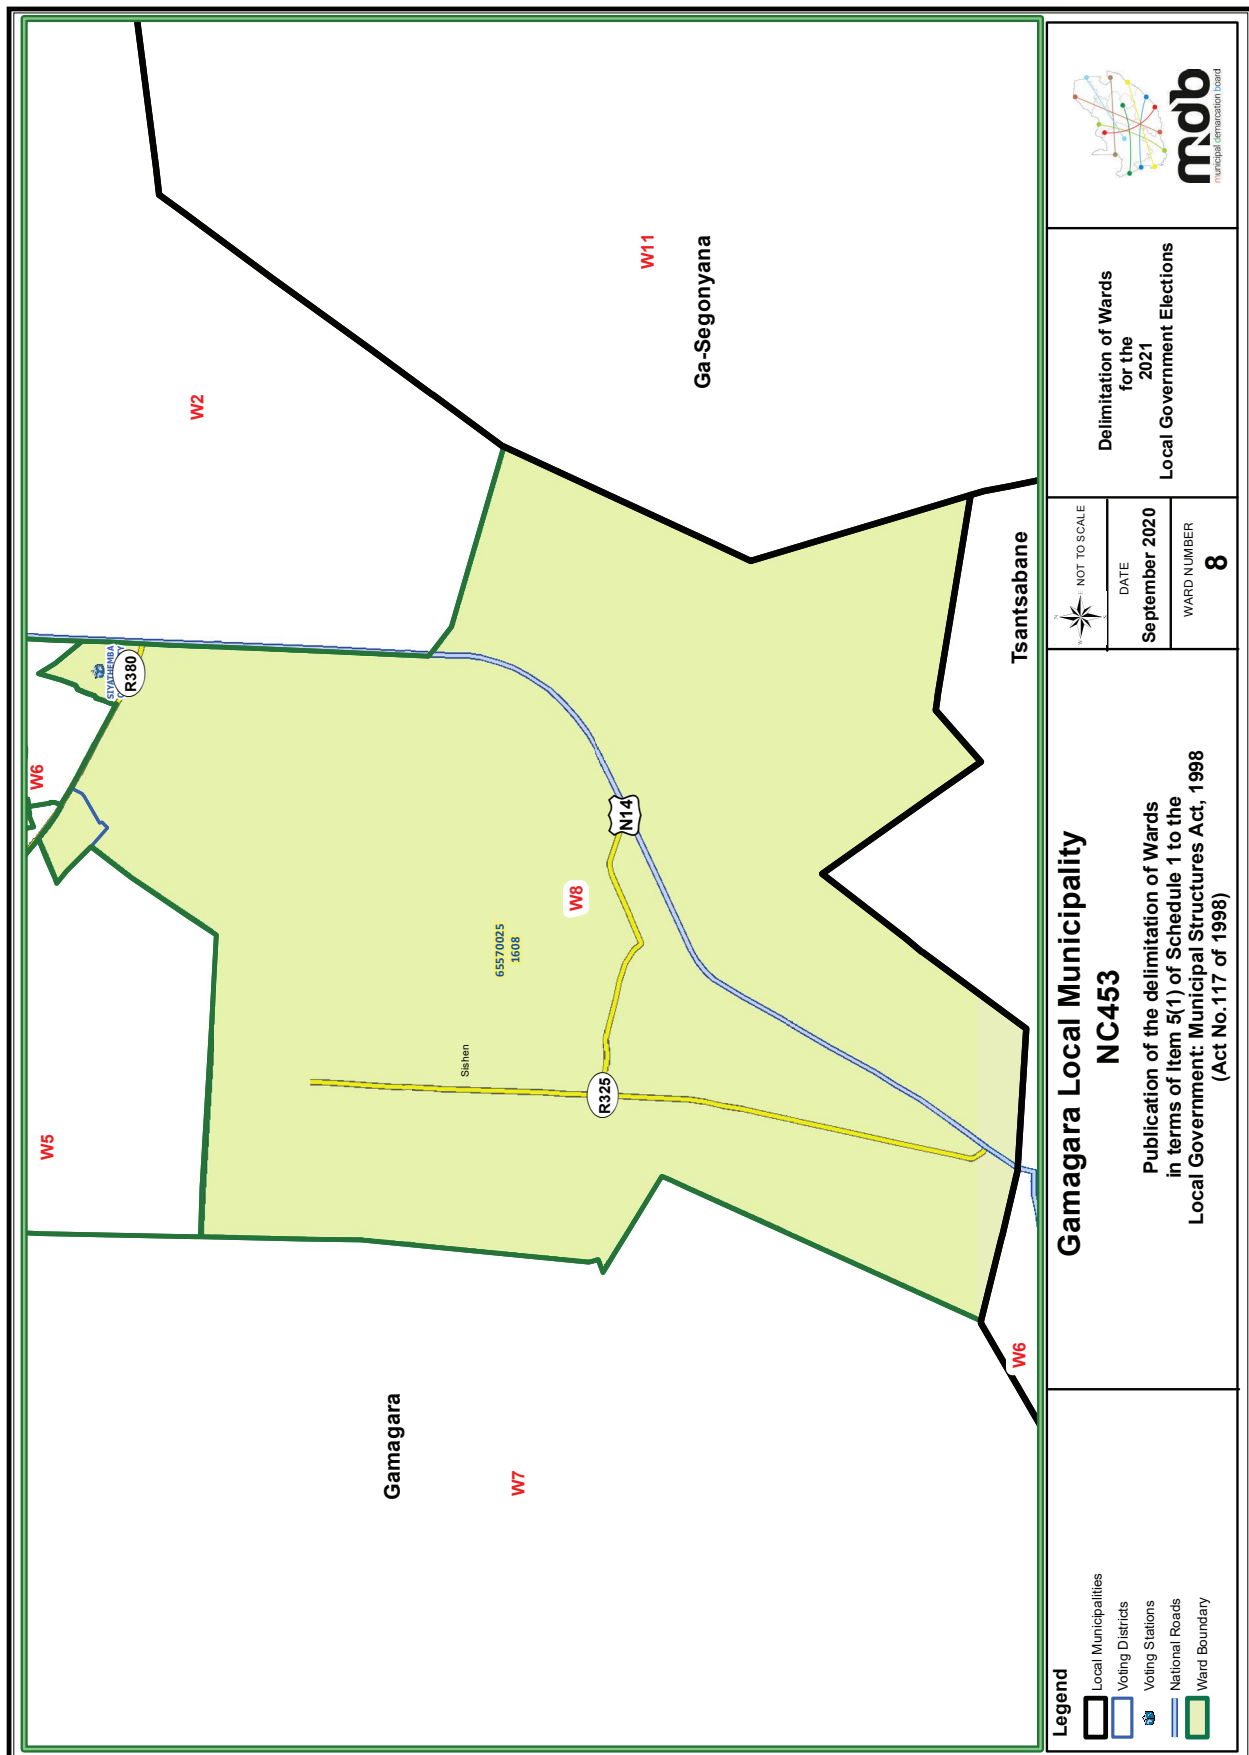 W5
W6
W2
SIYATHEMBA
R380
W11
Ga-Segonyana
N14
W8
65570025
1608
Sishen
R325
Gamagara
W7
W6
Tsantsabane
Legend
Local Municipalities
Voting Districts
Voting Stations
National Roads
Ward Boundary
Gamagara Local Municipality
NC453
Publication of the delimitation of Wards
in terms of Item 5(1) of Schedule 1 to the
Local Government: Municipal Structures Act, 1998
(Act No.117 of 1998)
N
W
E
S
NOT TO SCALE
DATE
September 2020
WARD NUMBER
8
Delimitation of Wards
for the
2021
Local Government Elections
mdb
municipal demarcation board